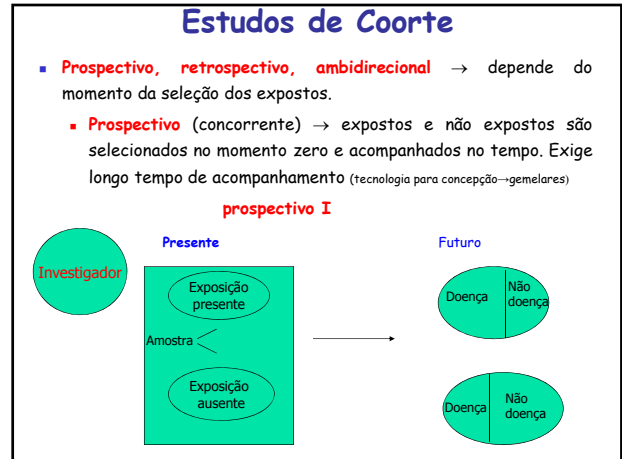 Estudos de Coorte
Prospectivo, retrospectivo, ambidirecional → depende do
momento da seleção dos expostos.
Prospectivo (concorrente) → expostos e não expostos são
selecionados no momento zero e acompanhados no tempo. Exige
longo tempo de acompanhamento (tecnologia para concepção→gemelares)
prospectivo I
Presente
Futuro
Investigador
Exposição
presente
Amostra
Exposição
ausente
Doença
Não
doença
Doença
Não
doença